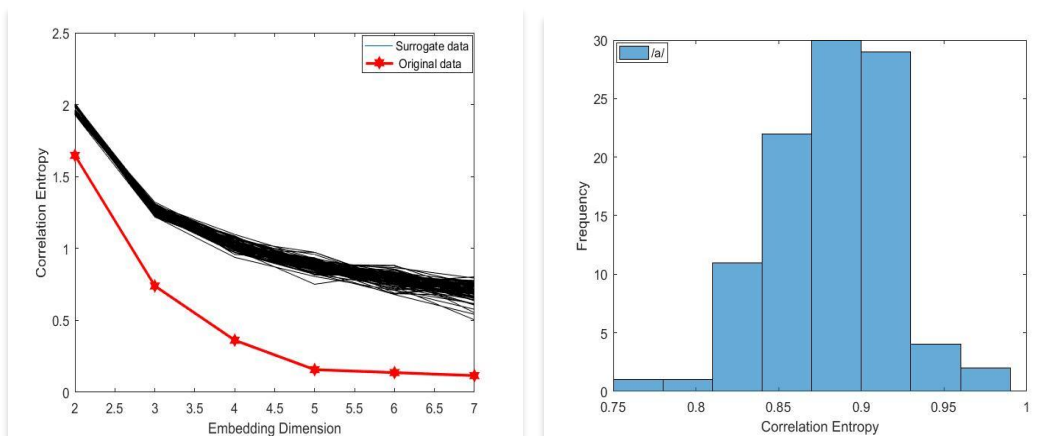 2.5
2
1.5
1
0.5
0
Correlation Entropy
Surrogate data
Original data
2 2.5 3 3.5 4 4.5 5 5.5 6 6.5 7
Embedding Dimension
30
25
20
15
10
5
0
Frequency
/a/
0.75 0.8 0.85 0.9 0.95 1
Correlation Entropy